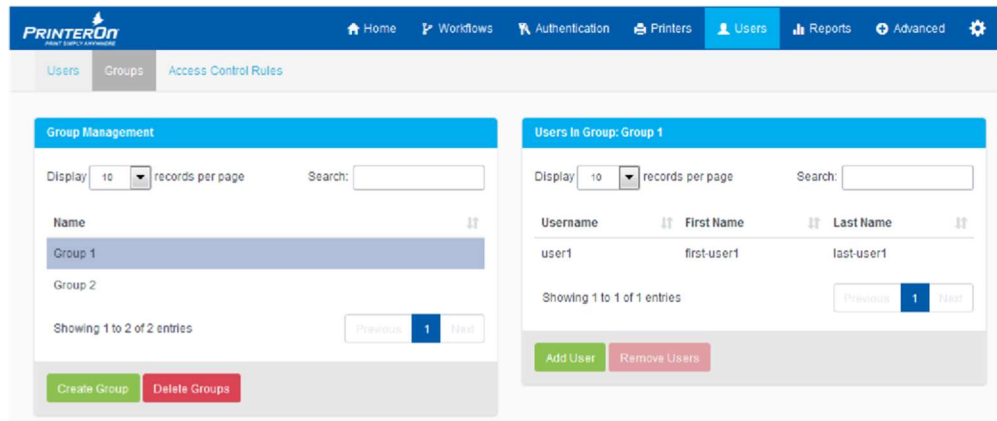 PRINTERON
PRINT SIMPLY ANYWHERE
Home Workflows Authentication Printers Users Reports Advanced
Users Groups Access Control Rules
Group Management
Display 10 records per page Search:
Name
Group 1
Group 2
Showing 1 to 2 of 2 entries
Previous 1 Next
Create Group Delete Groups
Users In Group: Group 1
Display 10 records per page Search:
Username First Name Last Name
user1 first-user1 last-user1
Showing 1 to 1 of 1 entries
Previous 1 Next
Add User Remove Users